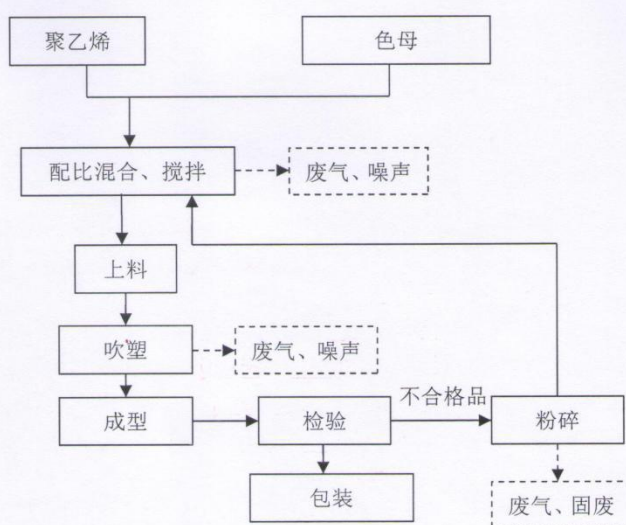 聚乙烯
色母
配比混合、搅拌
废气、噪声
上料
吹塑
废气、噪声
不合格品
成型
检验
粉碎
包装
废气、固废